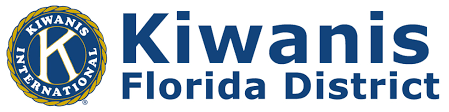 KIWANIS
INTERNATIONAL
K
®
Kiwanis
Florida District